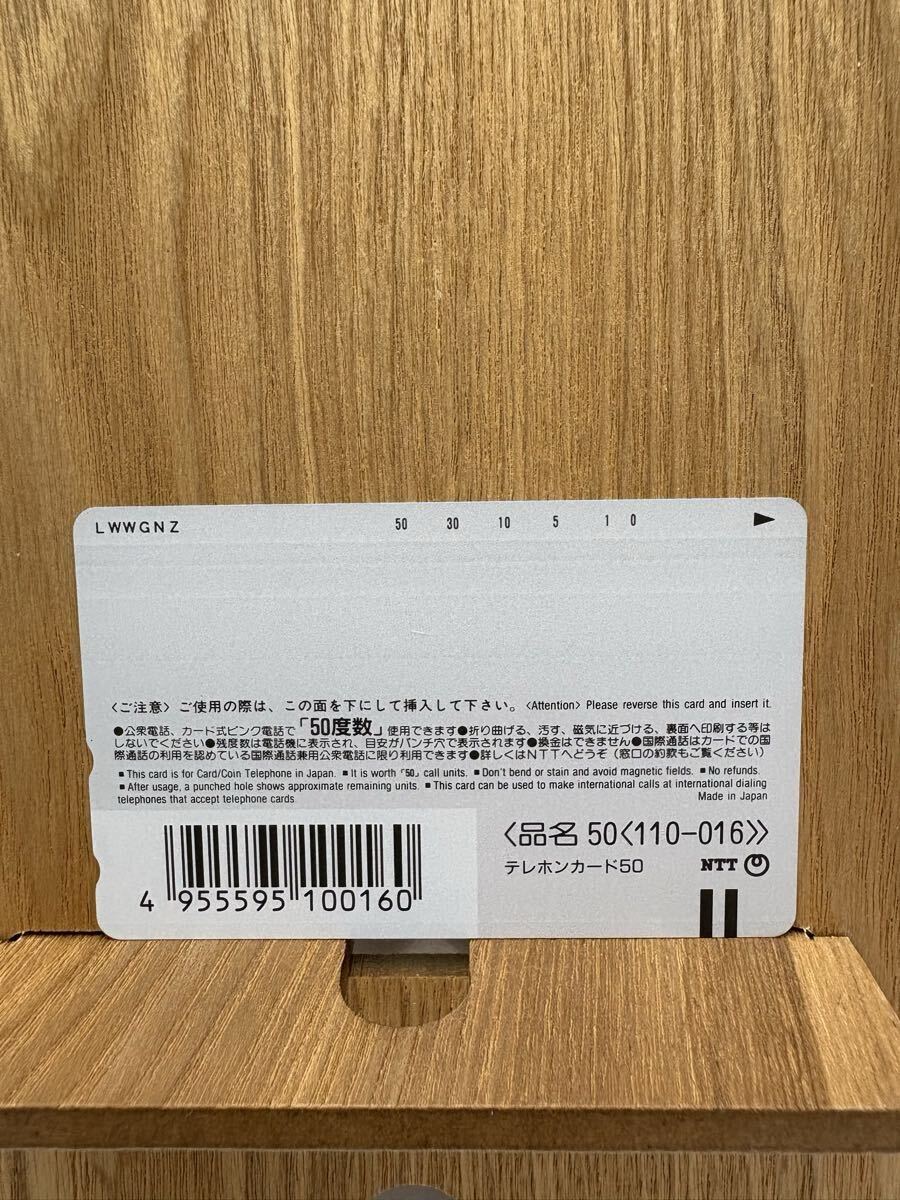 LWWGNZ 50 30 10 5 1 0 ▶
〈ご注意〉ご使用の際は、この面を下にして挿入して下さい。〈Attention〉Please reverse this card and insert it.
●公衆電話、カード式ピンク電話で「50度数」使用できます●折り曲げる、汚す、磁気に近づける、裏面へ印刷する等は
しないでください●残度数は電話機に表示され、目安がパンチ穴で表示されます●換金はできません●国際通話はカードでの国
際通話の利用を認めている国際通話兼用公衆電話に限り利用できます●詳しくはNTTへどうぞ（窓口の約款もご覧ください）
■This card is for Card/Coin Telephone in Japan. ■It is worth「50」call units. ■Don't bend or stain and avoid magnetic fields. ■No refunds.
■After usage, a punched hole shows approximate remaining units. ■This card can be used to make international calls at international dialing
telephones that accept telephone cards
Made in Japan
4 955595 100160
〈品名 50〈110-016〉〉
テレホンカード50
NTT